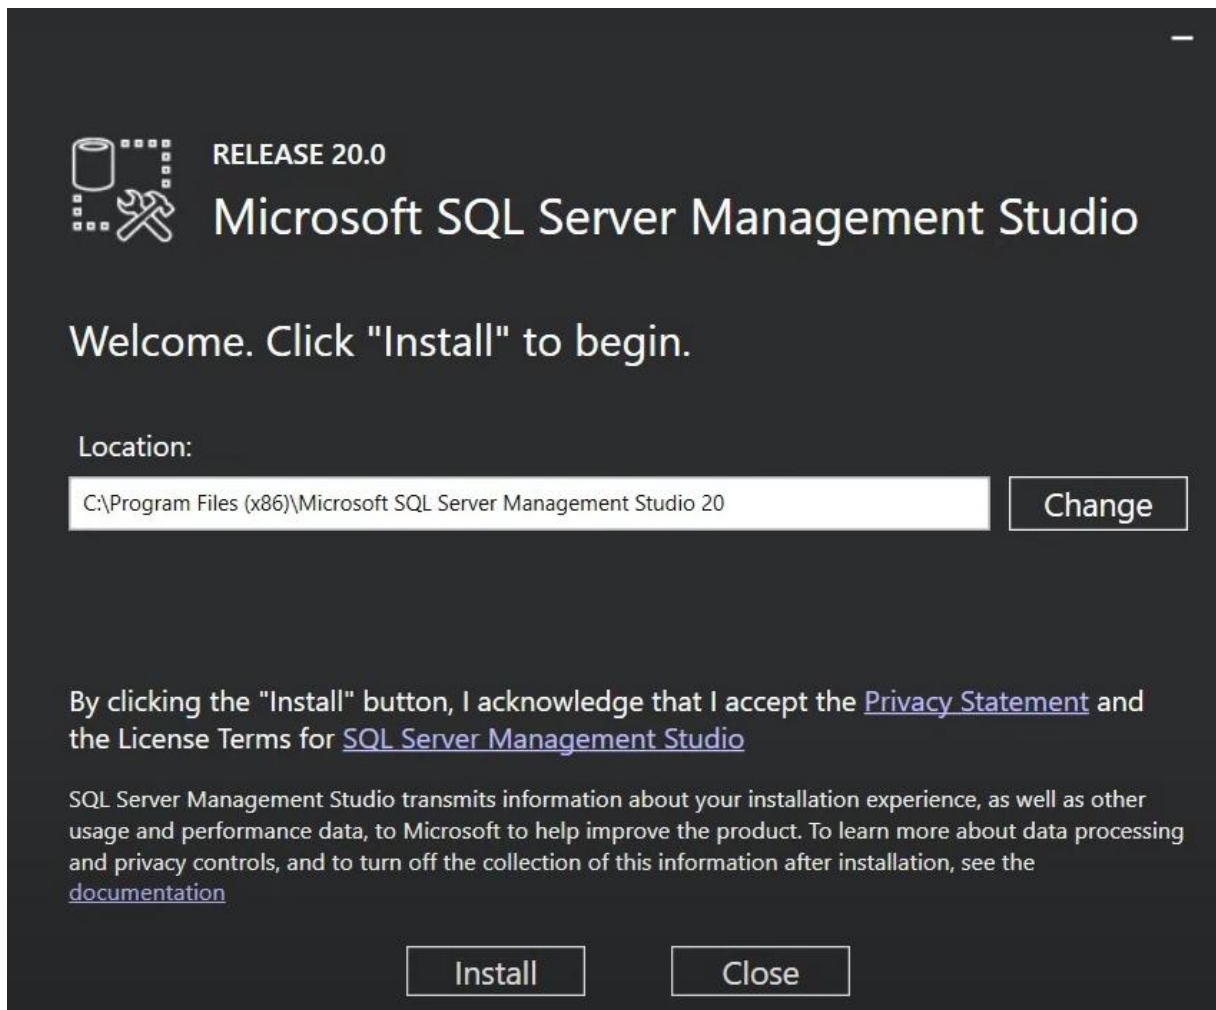 RELEASE 20.0
Microsoft SQL Server Management Studio
Welcome. Click "Install" to begin.
Location:
C:\Program Files (x86)\Microsoft SQL Server Management Studio 20
Change
By clicking the "Install" button, I acknowledge that I accept the Privacy Statement and
the License Terms for SQL Server Management Studio
SQL Server Management Studio transmits information about your installation experience, as well as other
usage and performance data, to Microsoft to help improve the product. To learn more about data processing
and privacy controls, and to turn off the collection of this information after installation, see the
documentation
Install
Close